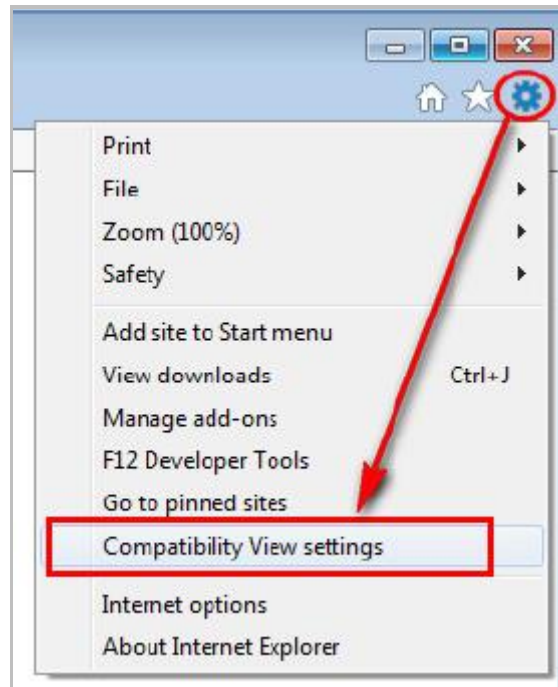 Print
File
Zoom (100%)
Safety
Add site to Start menu
View downloads Ctrl+J
Manage add-ons
F12 Developer Tools
Go to pinned sites
Compatibility View settings
Internet options
About Internet Explorer